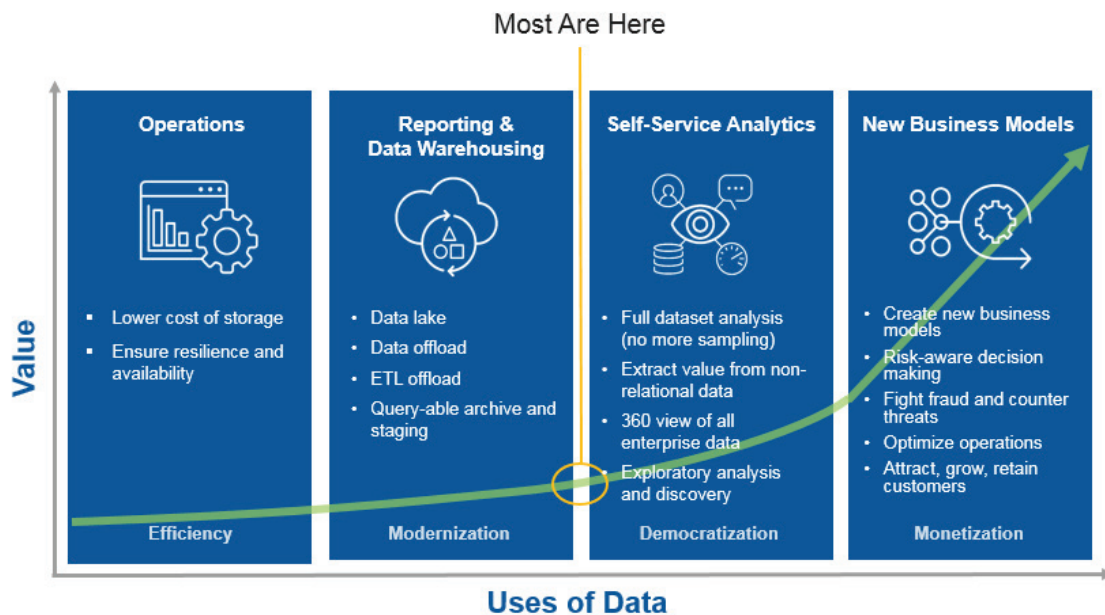 Most Are Here
Value
Operations
▪ Lower cost of storage
▪ Ensure resilience and
availability
Efficiency
Reporting &
Data Warehousing
• Data lake
• Data offload
• ETL offload
• Query-able archive and
staging
Modernization
Self-Service Analytics
• Full dataset analysis
(no more sampling)
• Extract value from non-
relational data
• 360 view of all
enterprise data
• Exploratory analysis
and discovery
Democratization
New Business Models
• Create new business
models
• Risk-aware decision
making
• Fight fraud and counter
threats
• Optimize operations
• Attract, grow, retain
customers
Monetization
Uses of Data